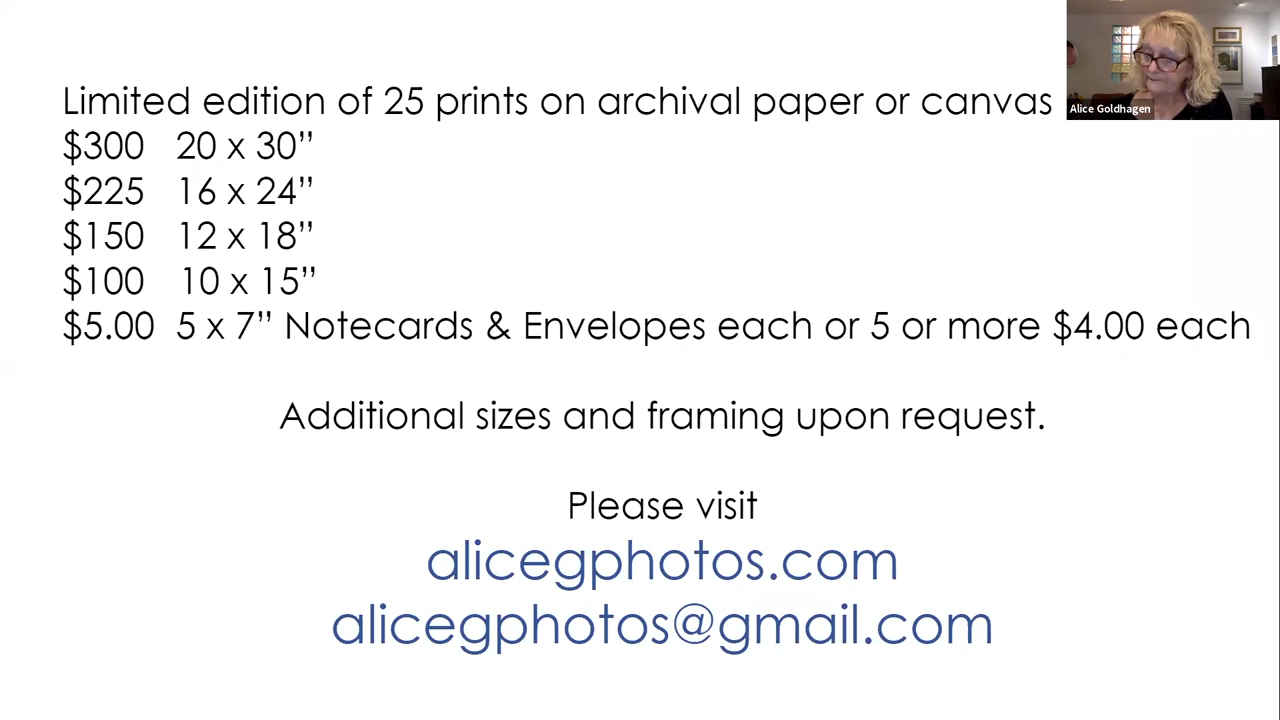 Limited edition of 25 prints on archival paper or canvas
$300 20 x 30”
$225 16 x 24”
$150 12 x 18”
$100 10 x 15”
$5.00 5 x 7” Notecards & Envelopes each or 5 or more $4.00 each
Additional sizes and framing upon request.
Please visit
alicegphotos.com
alicegphotos@gmail.com
Alice Goldhagen